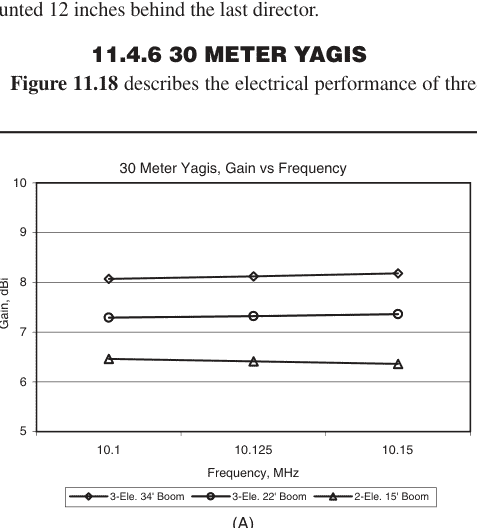 unted 12 inches behind the last director.
11.4.6 30 METER YAGIS
Figure 11.18 describes the electrical performance of thre
30 Meter Yagis, Gain vs Frequency
10
9
8
7
6
5
Gain, dBi
10.1 10.125 10.15
Frequency, MHz
3-Ele. 34' Boom 3-Ele. 22' Boom 2-Ele. 15' Boom
(A)